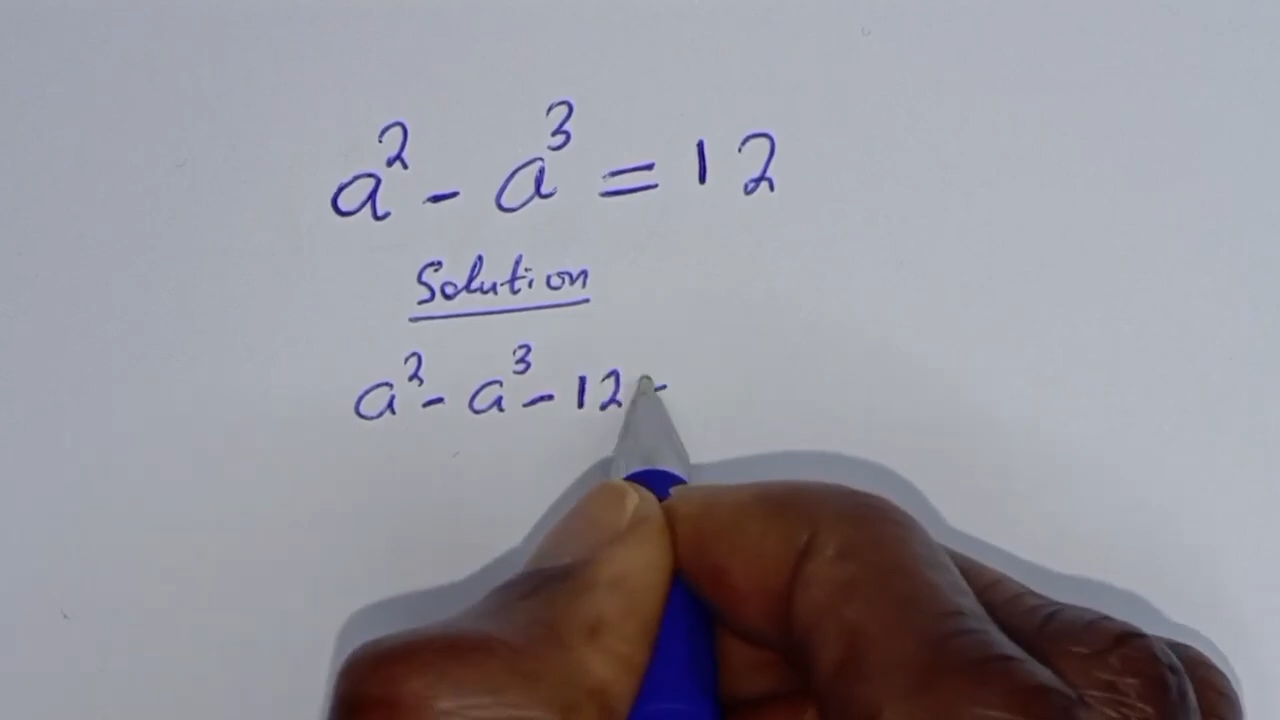 a² - a³ = 12
Solution
a² - a³ - 12 -